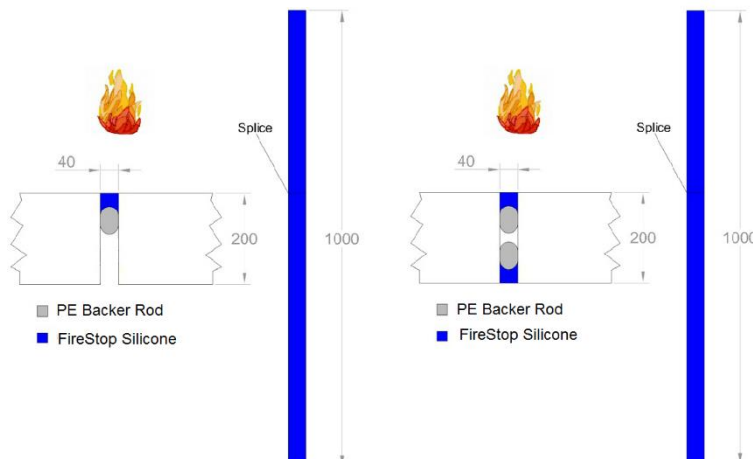 Splice
40
200
1000
PE Backer Rod
FireStop Silicone
Splice
40
200
1000
PE Backer Rod
FireStop Silicone